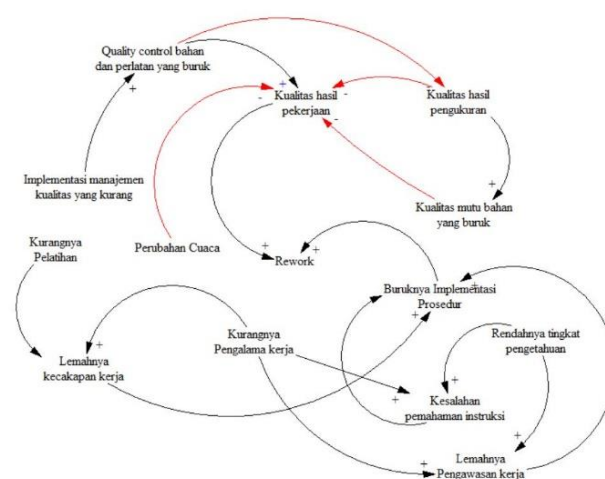 Quality control bahan
dan perlatan yang buruk
+
+
-
Kualitas hasil
pekerjaan
-
-
-
Kualitas hasil
pengukuran
Implementasi manajemen
kualitas yang kurang
+
Kualitas mutu bahan
yang buruk
Kurangnya
Pelatihan
Perubahan Cuaca
+
+
Rework
+
Buruknya Implementasi
Prosedur
+
+
Kurangnya
Pengalama kerja
Rendahnya tingkat
pengetahuan
+
Lemahnya
kecakapan kerja
+
+
Kesalahan
pemahaman instruksi
+
+
Lemahnya
Pengawasan kerja